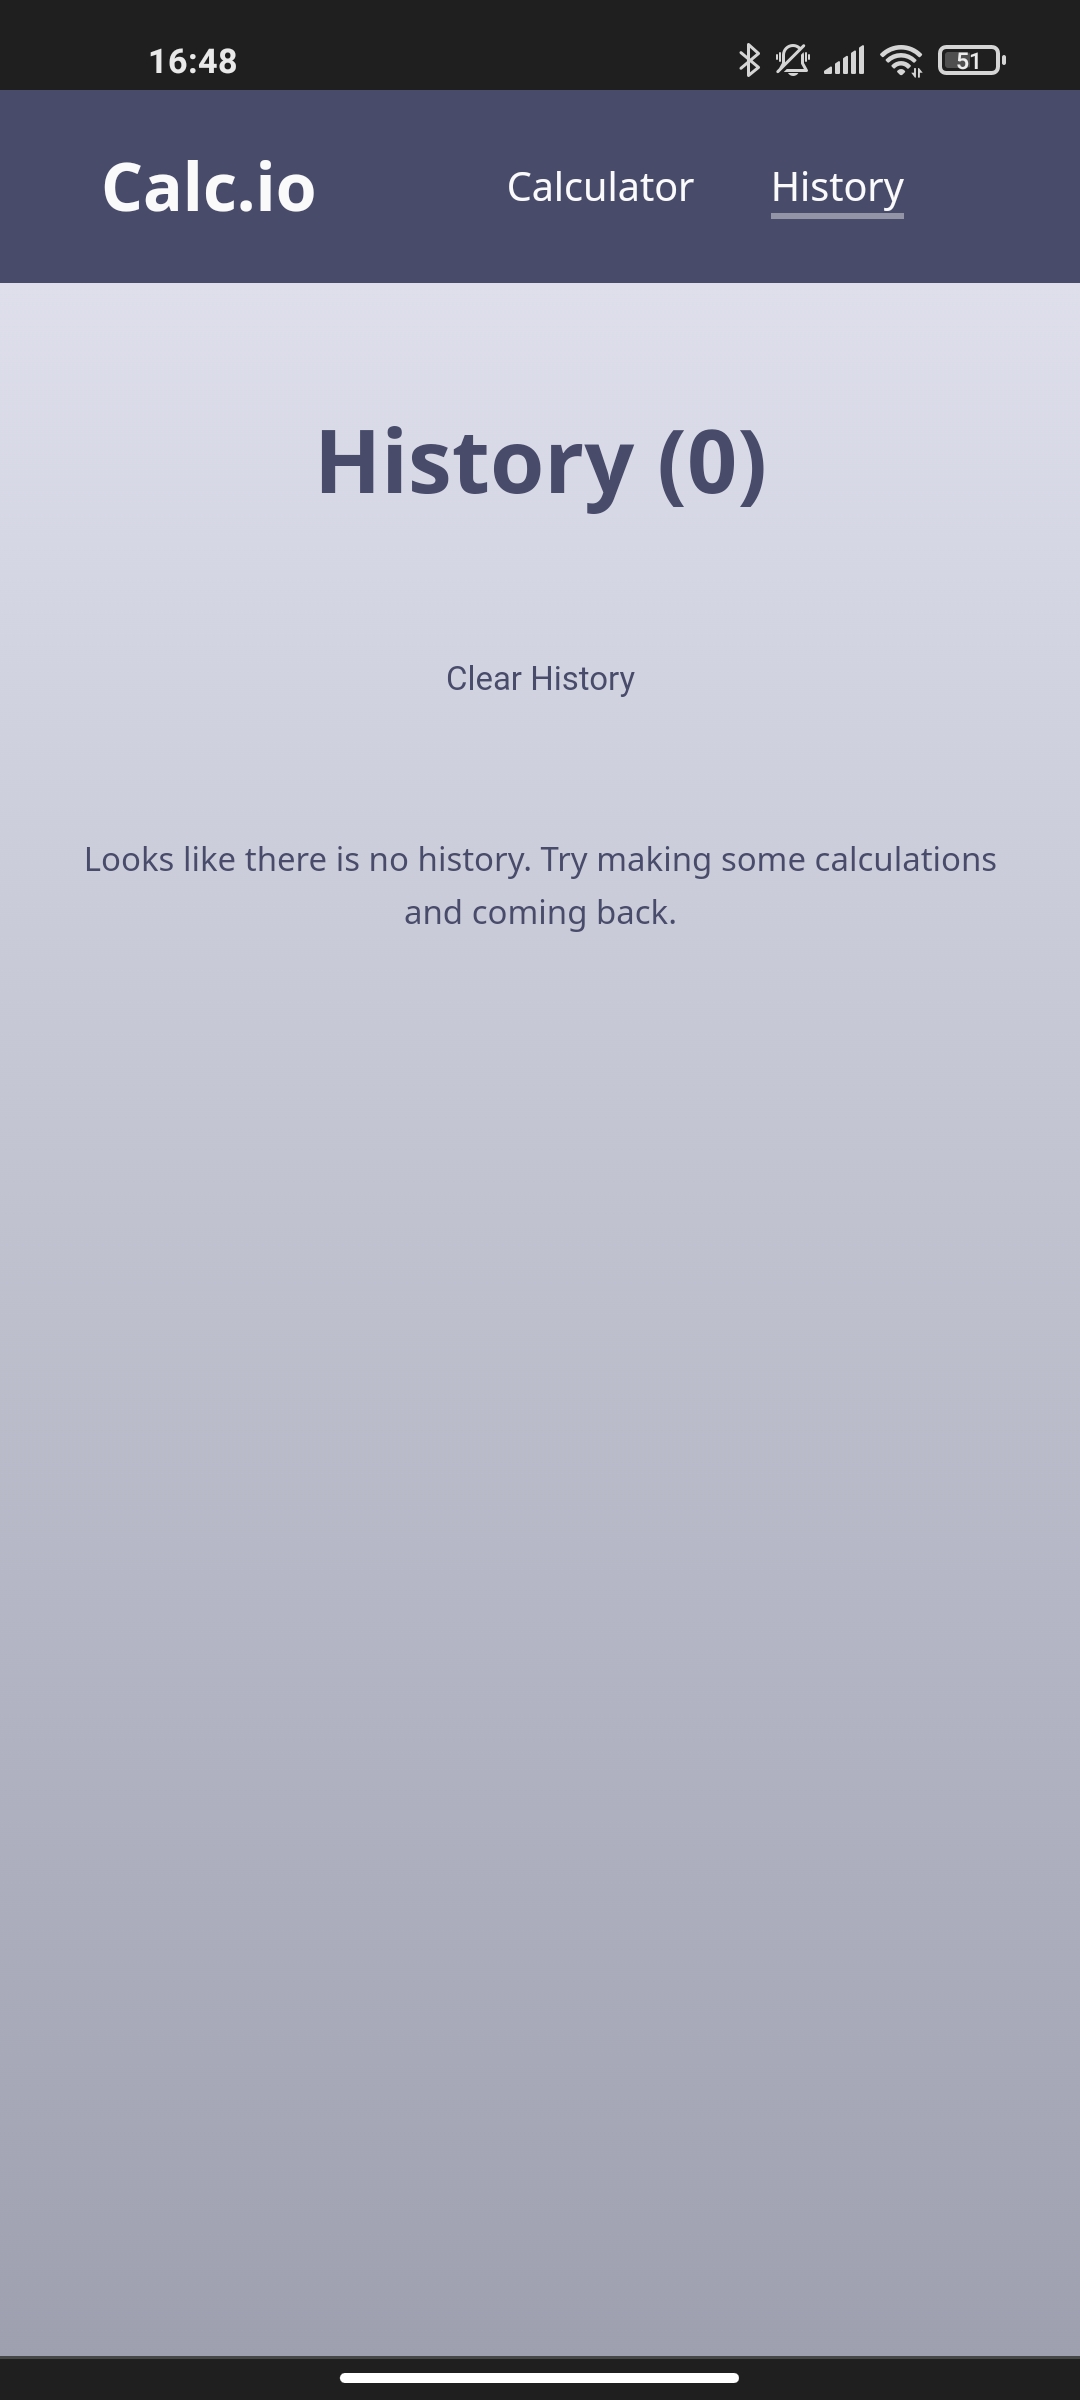 16:48
51
Calc.io
Calculator
History
History (0)
Clear History
Looks like there is no history. Try making some calculations
and coming back.